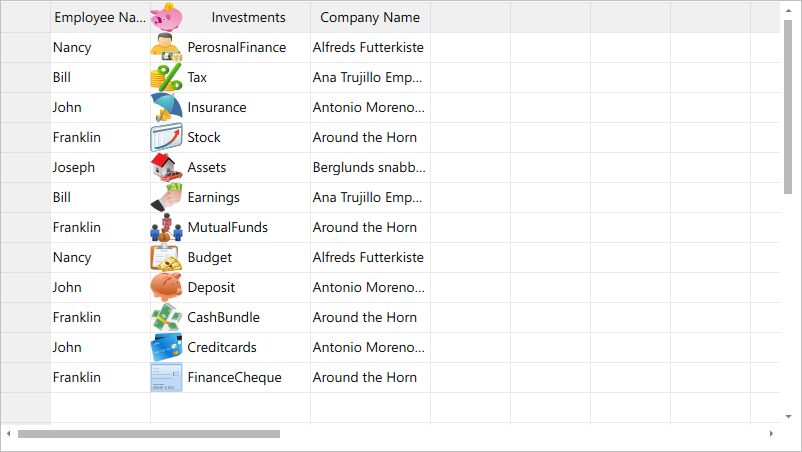 Employee Na... Investments Company Name
Nancy PerosnalFinance Alfreds Futterkiste
Bill Tax Ana Trujillo Emp...
John Insurance Antonio Moreno...
Franklin Stock Around the Horn
Joseph Assets Berglunds snabb...
Bill Earnings Ana Trujillo Emp...
Franklin MutualFunds Around the Horn
Nancy Budget Alfreds Futterkiste
John Deposit Antonio Moreno...
Franklin CashBundle Around the Horn
John Creditcards Antonio Moreno...
Franklin FinanceCheque Around the Horn